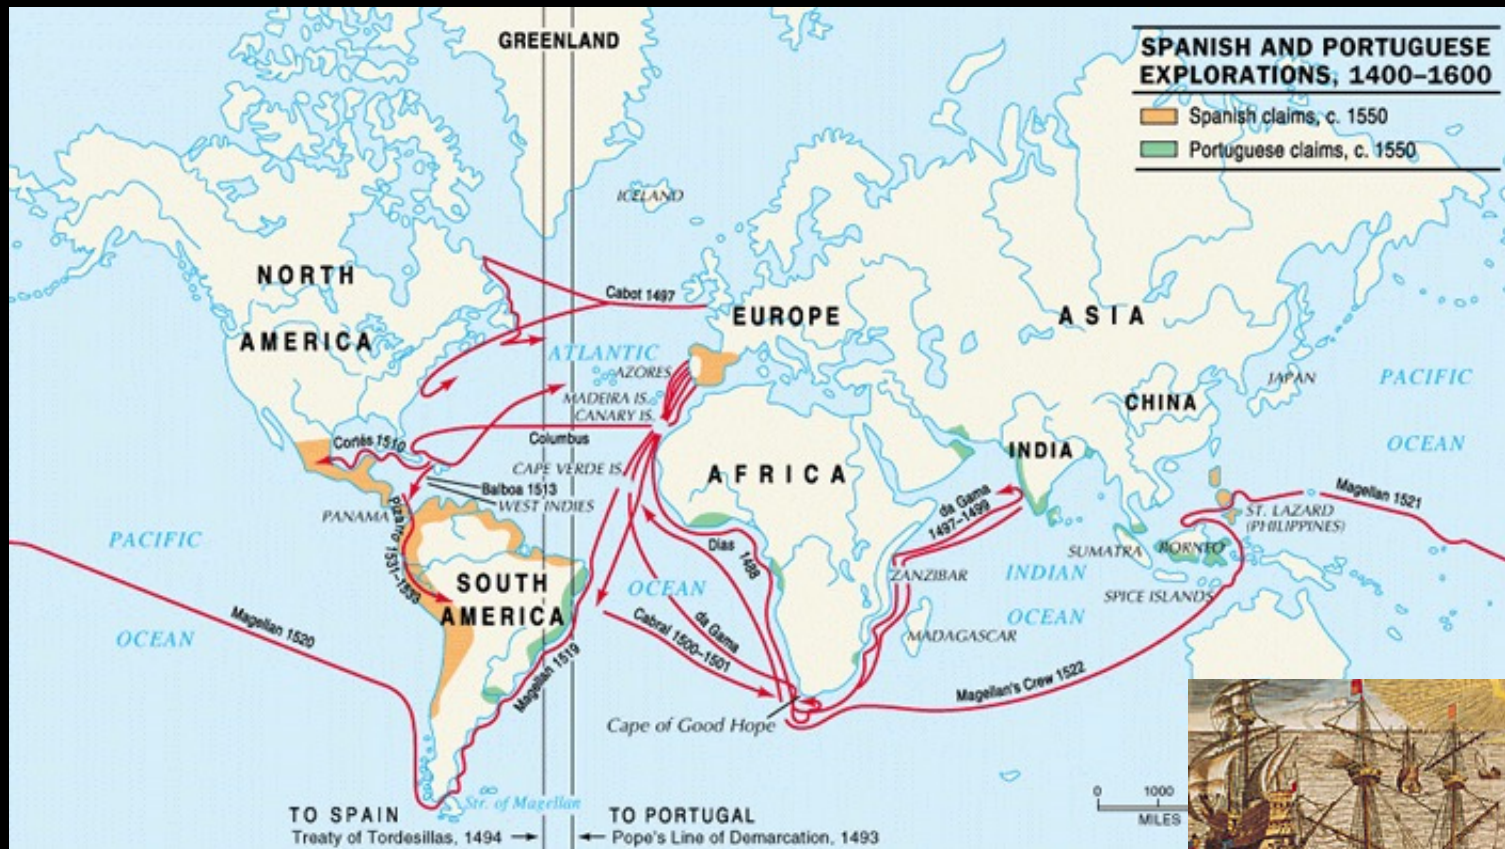 GREENLAND
SPANISH AND PORTUGUESE
EXPLORATIONS, 1400–1600
Spanish claims, c. 1550
Portuguese claims, c. 1550
ICELAND
NORTH
AMERICA
Cabot 1497
EUROPE
ASIA
ATLANTIC
AZORES
MADEIRA IS.
CANARY IS.
JAPAN
PACIFIC
OCEAN
CHINA
Cortés 1510
Columbus
INDIA
CAPE VERDE IS.
AFRICA
Balboa 1513
WEST INDIES
PANAMA
Pizarro 1531–1533
da Gama
1497–1499
Magellan 1521
ST. LAZARD
(PHILIPPINES)
PACIFIC
OCEAN
Dias 1488
SUMATRA
BORNEO
ZANZIBAR
INDIAN
OCEAN
SPICE ISLANDS
SOUTH
AMERICA
OCEAN
Magellan 1520
Magellan 1519
Cabral 1500–1501
da Gama
MADAGASCAR
Magellan's Crew 1522
Cape of Good Hope
Str. of Magellan
0 1000
MILES
TO SPAIN
Treaty of Tordesillas, 1494
TO PORTUGAL
Pope's Line of Demarcation, 1493